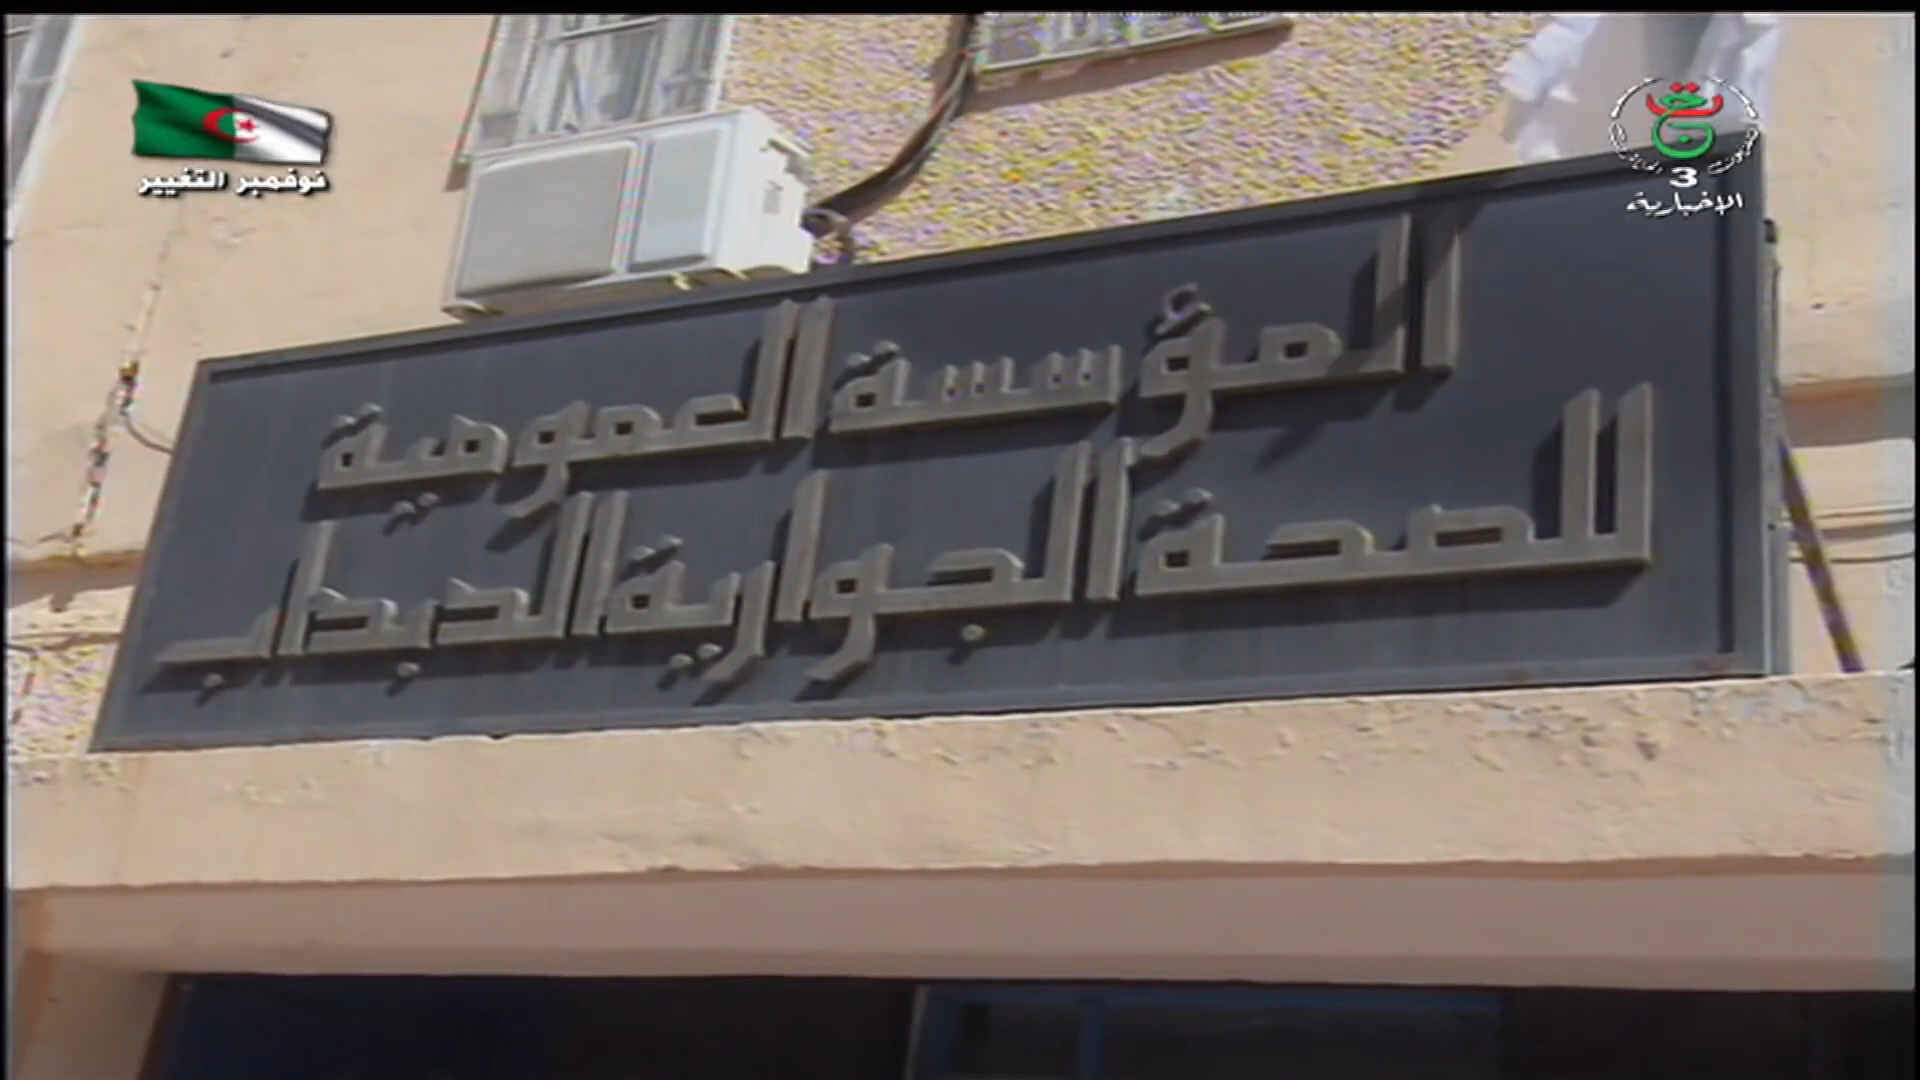 نوفمبر التغيير
3
الإخبارية
المؤسسة العمومية
للصحة الجوارية الدبداب